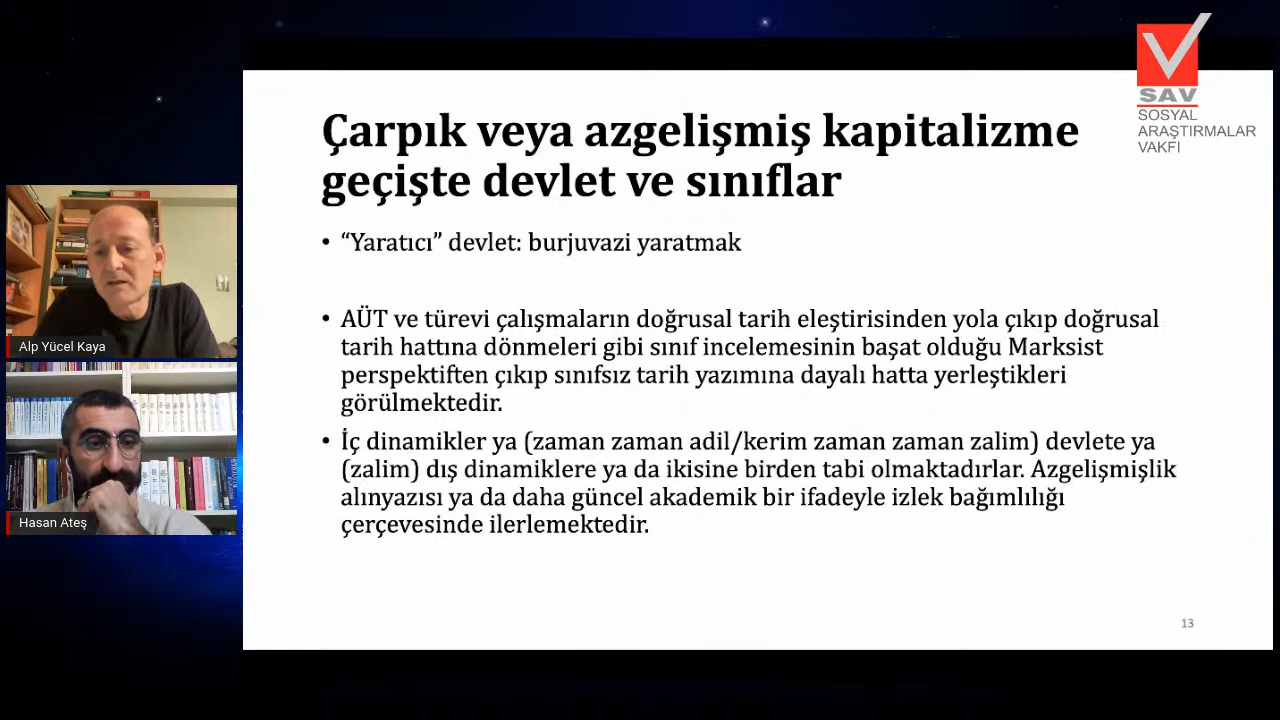 SAV
SOSYAL
ARAŞTIRMALAR
VAKFI
Çarpık veya azgelişmiş kapitalizme
geçişte devlet ve sınıflar
• “Yaratıcı” devlet: burjuvazi yaratmak
• AÜT ve türevi çalışmaların doğrusal tarih eleştirisinden yola çıkıp doğrusal
tarih hattına dönmeleri gibi sınıf incelemesinin başat olduğu Marksist
perspektiften çıkıp sınıfsız tarih yazımına dayalı hatta yerleştikleri
görülmektedir.
• İç dinamikler ya (zaman zaman adil/kerim zaman zaman zalim) devlete ya
(zalim) dış dinamiklere ya da ikisine birden tabi olmaktadırlar. Azgelişmişlik
alınyazısı ya da daha güncel akademik bir ifadeyle izlek bağımlılığı
çerçevesinde ilerlemektedir.
13
Alp Yücel Kaya
Hasan Ateş